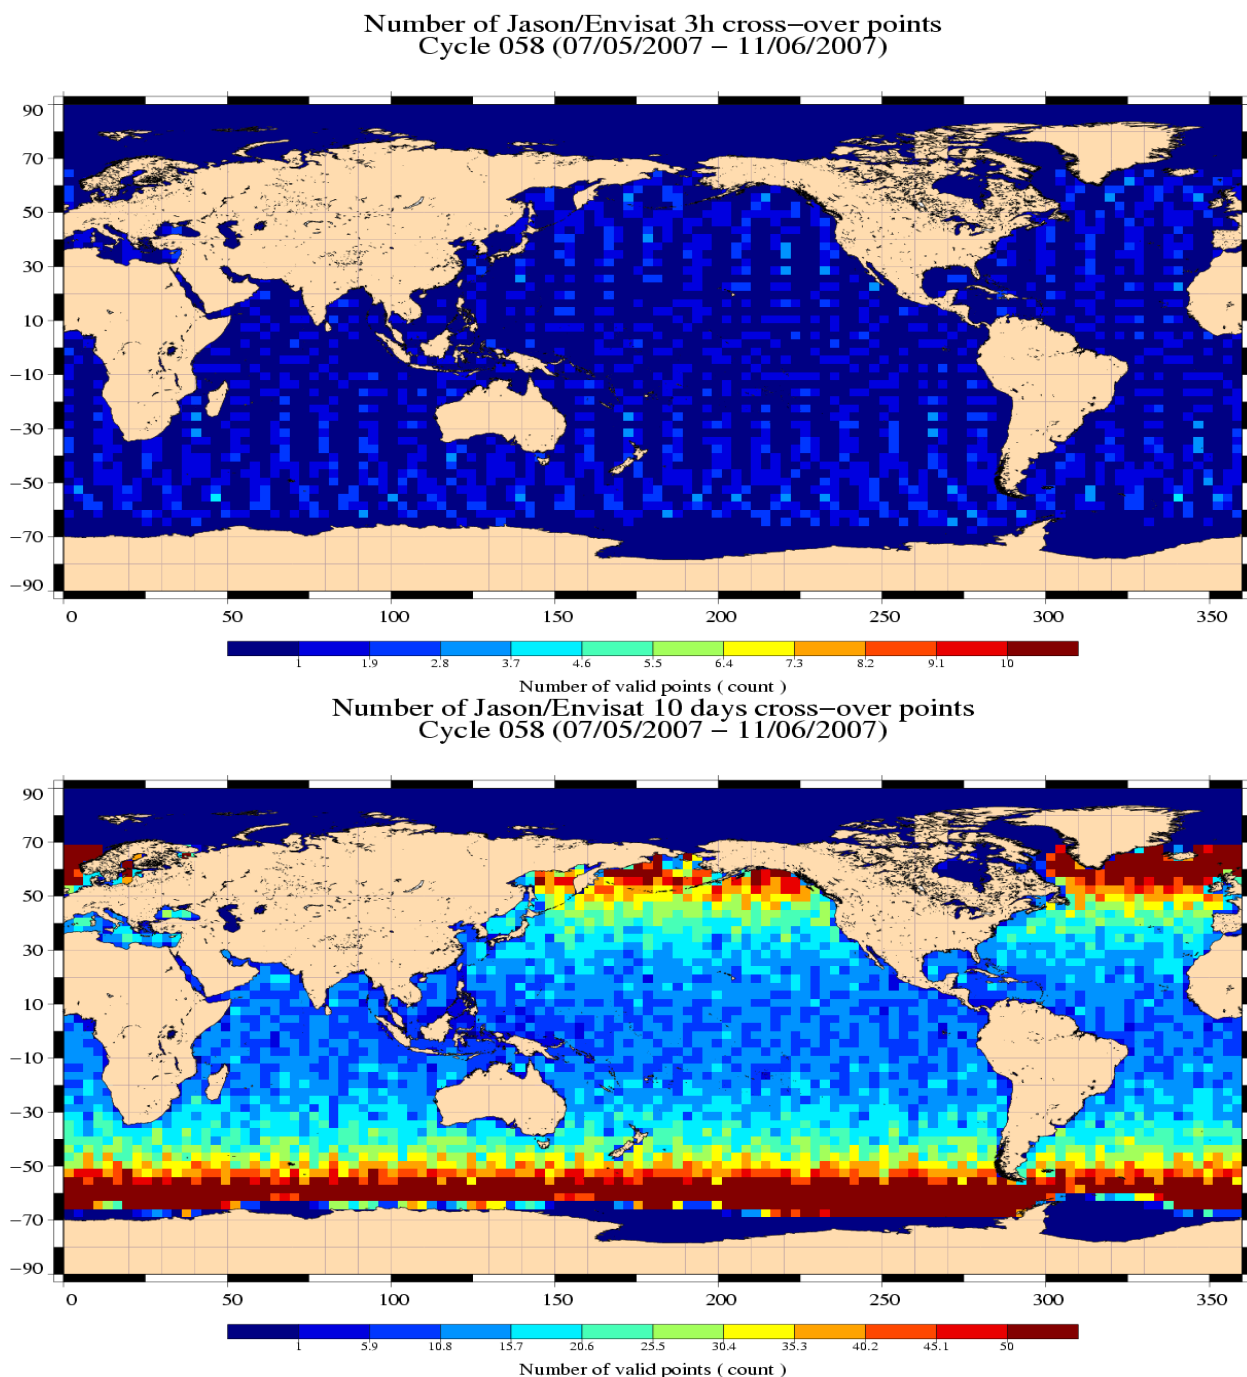 Number of Jason/Envisat 3h cross−over points
Cycle 058 (07/05/2007 − 11/06/2007)
90
70
50
30
10
−10
−30
−50
−70
−90
0 50 100 150 200 250 300 350
1 1.9 2.8 3.7 4.6 5.5 6.4 7.3 8.2 9.1 10
Number of valid points ( count )
Number of Jason/Envisat 10 days cross−over points
Cycle 058 (07/05/2007 − 11/06/2007)
90
70
50
30
10
−10
−30
−50
−70
−90
0 50 100 150 200 250 300 350
1 5.9 10.8 15.7 20.6 25.5 30.4 35.3 40.2 45.1 50
Number of valid points ( count )